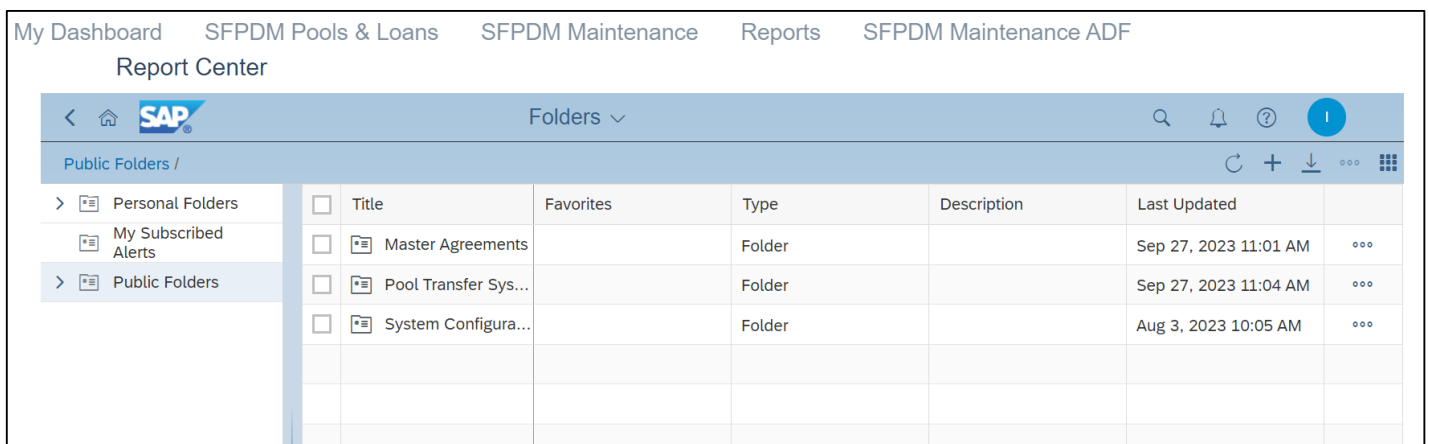 My Dashboard SFPDM Pools & Loans SFPDM Maintenance Reports SFPDM Maintenance ADF
Report Center
SAP® Folders I
Public Folders /
Personal Folders
My Subscribed
Alerts
Public Folders
Title Favorites Type Description Last Updated
Master Agreements Folder Sep 27, 2023 11:01 AM
Pool Transfer Sys... Folder Sep 27, 2023 11:04 AM
System Configura... Folder Aug 3, 2023 10:05 AM